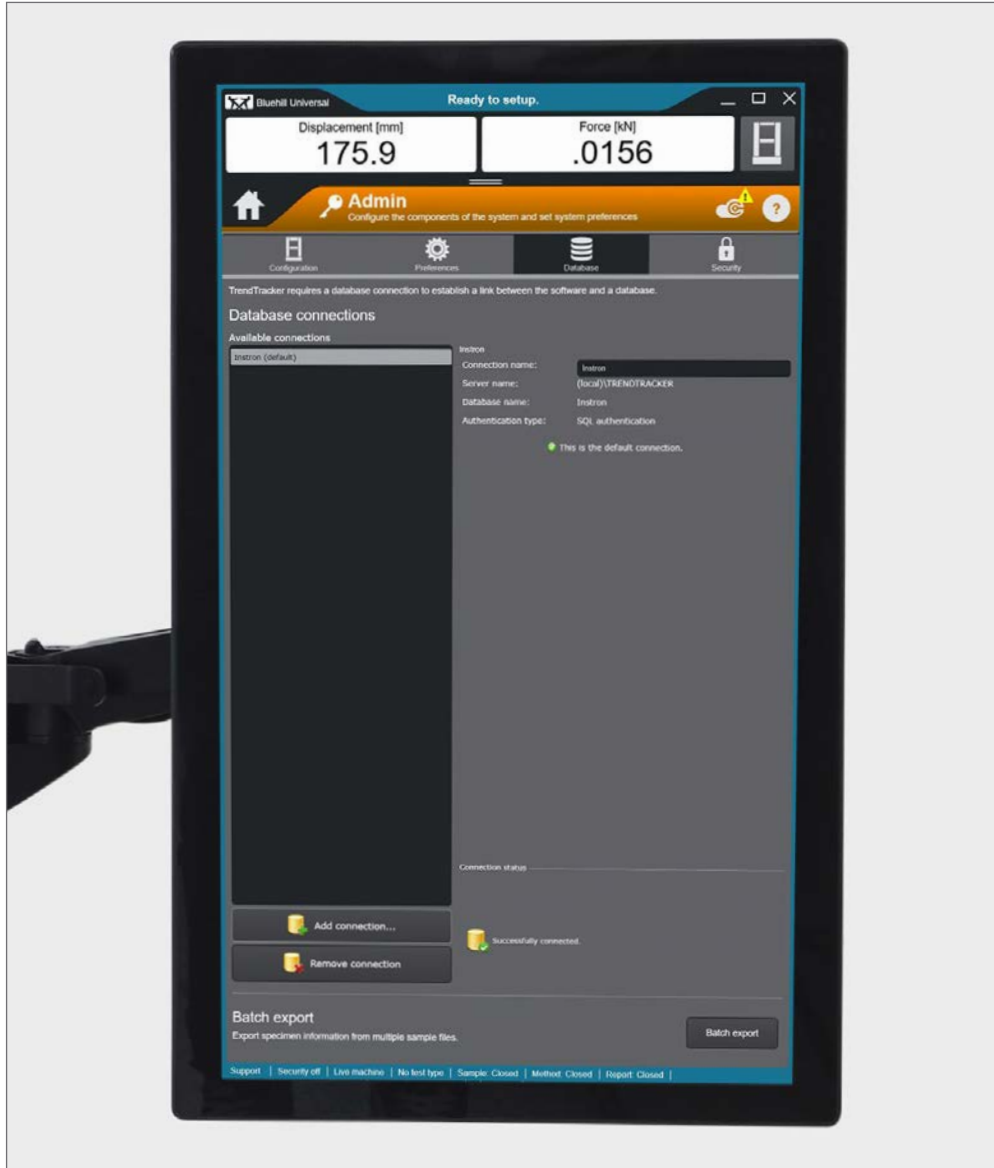 Bluehill Universal
Ready to setup.
Displacement [mm]
175.9
Force [kN]
.0156
Admin
Configure the components of the system and set system preferences
?
Configuration
Preferences
Database
Security
TrendTracker requires a database connection to establish a link between the software and a database.
Database connections
Available connections
Instron (default)
Instron
Connection name: Instron
Server name: (local)\TRENDTRACKER
Database name: Instron
Authentication type: SQL authentication
This is the default connection.
Connection status
Successfully connected.
Add connection...
Remove connection
Batch export
Export specimen information from multiple sample files.
Batch export
Support | Security off | Live machine | No test type | Sample: Closed | Method: Closed | Report: Closed |